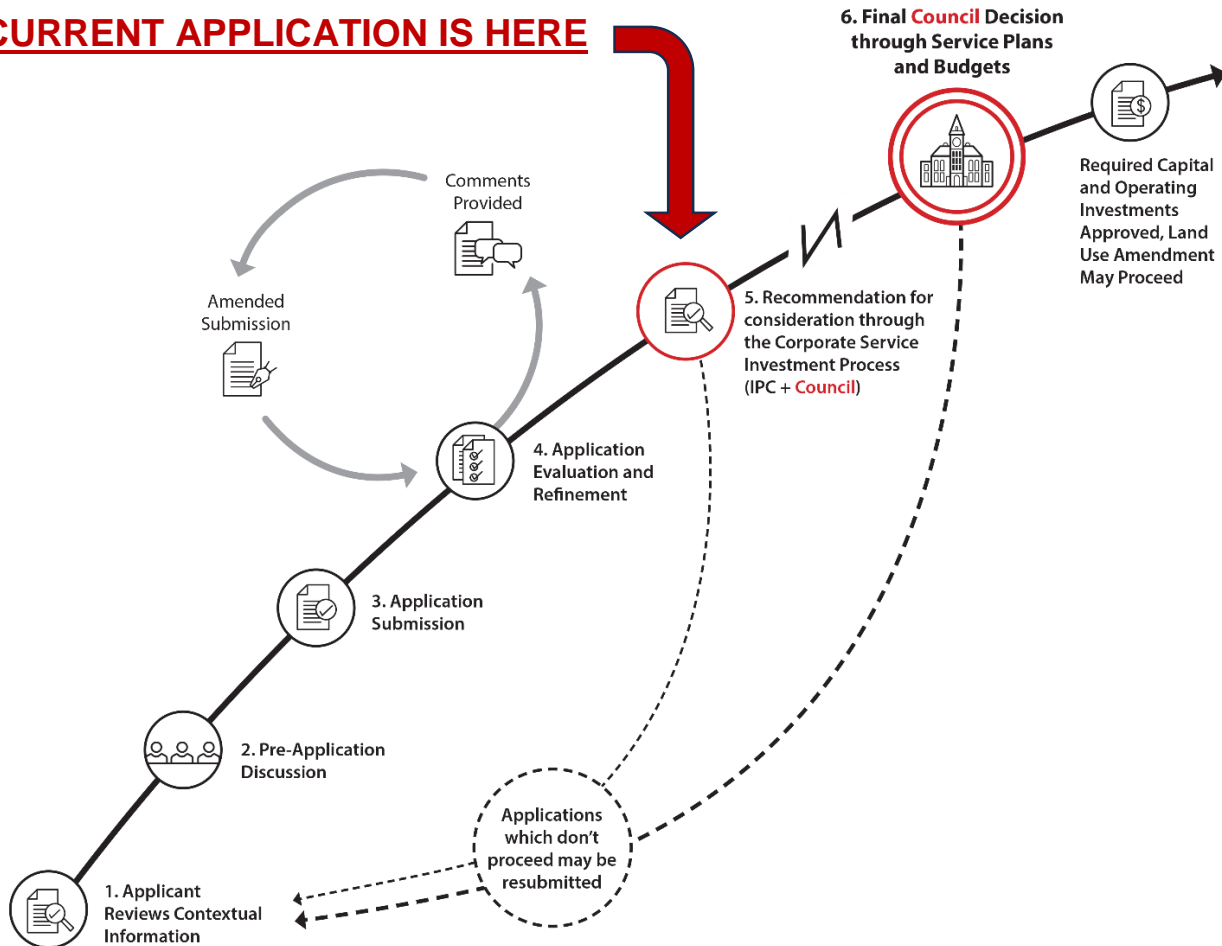 CURRENT APPLICATION IS HERE
6. Final Council Decision
through Service Plans
and Budgets
$
Required Capital
and Operating
Investments
Approved, Land
Use Amendment
May Proceed
Comments
Provided
Amended
Submission
5. Recommendation for
consideration through
the Corporate Service
Investment Process
(IPC + Council)
4. Application
Evaluation and
Refinement
3. Application
Submission
2. Pre-Application
Discussion
Applications
which don't
proceed may be
resubmitted
1. Applicant
Reviews Contextual
Information